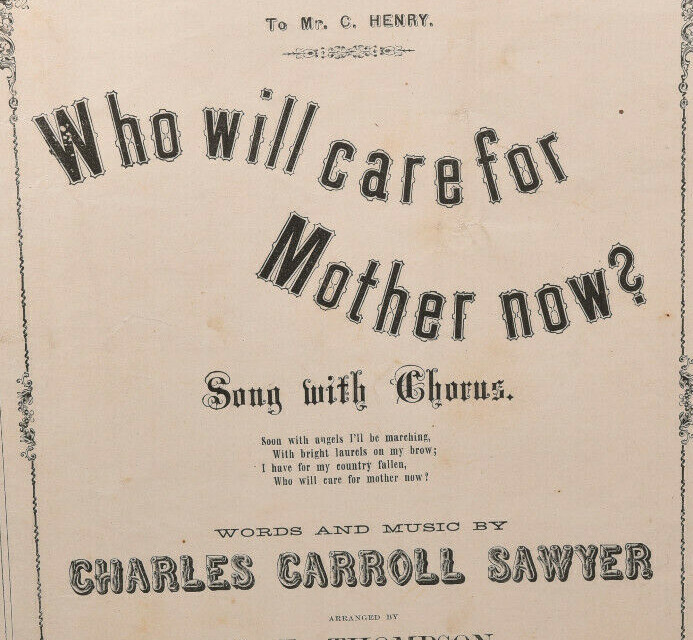 To Mr. C. HENRY.
Who will care for
Mother now?
Song with Chorus.
Soon with angels I'll be marching,
With bright laurels on my brow;
I have for my country fallen,
Who will care for mother now?
WORDS AND MUSIC BY
CHARLES CARROLL SAWYER
ARRANGED BY
THOMPSON